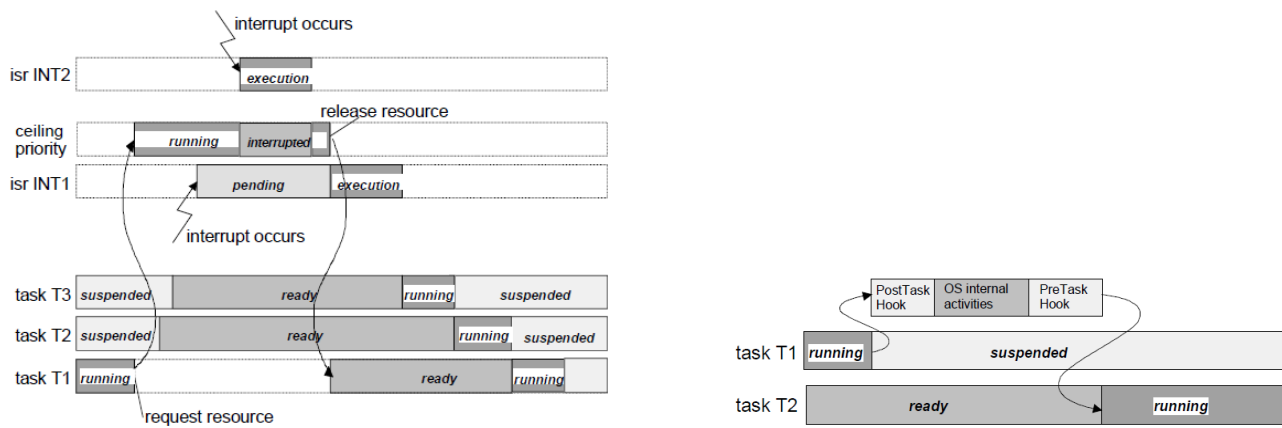 interrupt occurs
isr INT2
execution
release resource
ceiling
priority
running
interrupted
isr INT1
pending
execution
interrupt occurs
task T3
suspended
ready
running
suspended
task T2
suspended
ready
running
suspended
task T1
running
ready
running
request resource
PostTask
Hook
OS internal
activities
PreTask
Hook
task T1
running
suspended
task T2
ready
running